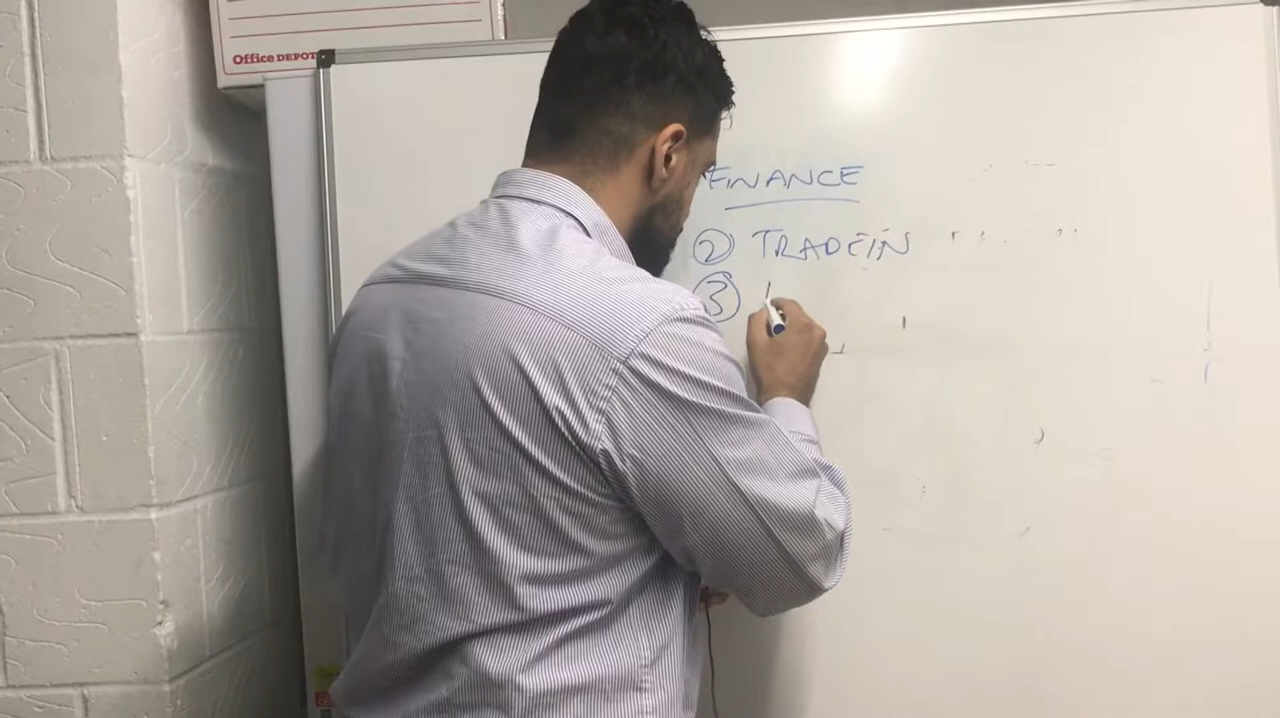 Office DEPOT
FINANCE
② TRADEIN
③